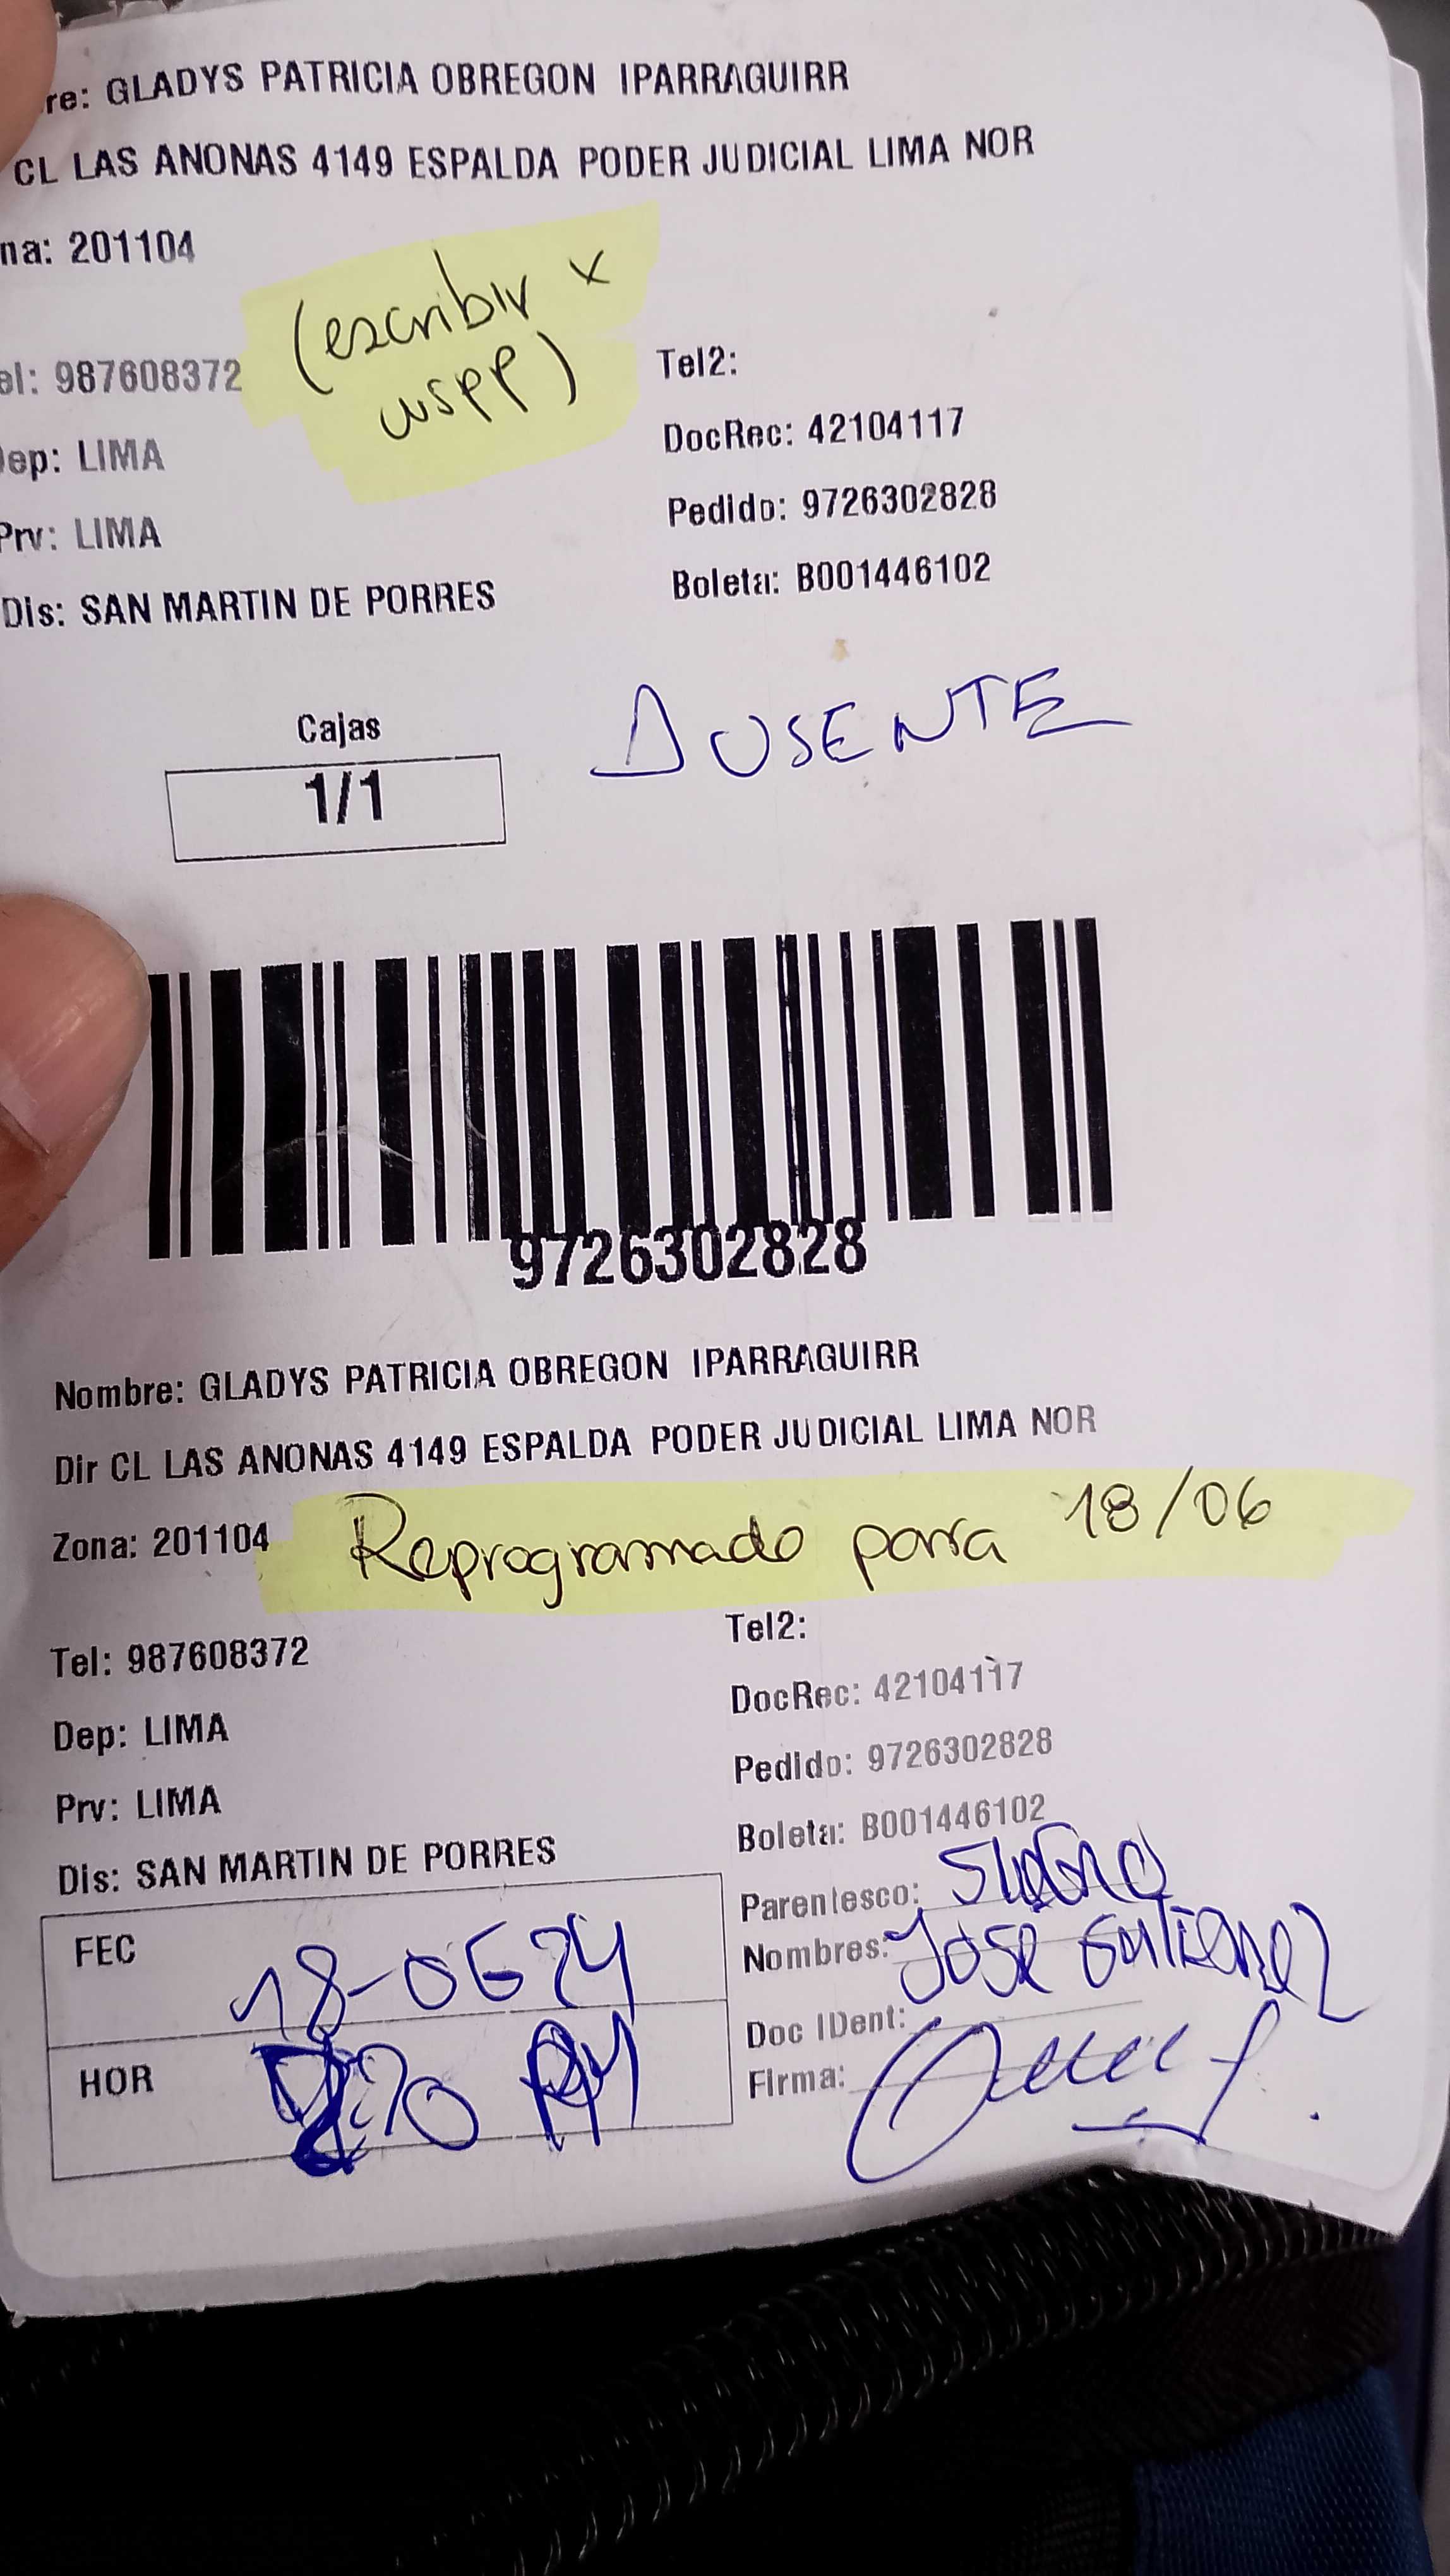 re: GLADYS PATRICIA OBREGON IPARRAGUIRR
CL LAS ANONAS 4149 ESPALDA PODER JUDICIAL LIMA NOR
na: 201104
(escribir x
wspp)
el: 987608372
Tel2:
Dep: LIMA
DocRec: 42104117
Prv: LIMA
Pedido: 9726302828
Dis: SAN MARTIN DE PORRES
Boleta: B001446102
Cajas
1/1
AUSENTE
9726302828
Nombre: GLADYS PATRICIA OBREGON IPARRAGUIRR
Dir CL LAS ANONAS 4149 ESPALDA PODER JUDICIAL LIMA NOR
Zona: 201104
Reprogramado para 18/06
Tel: 987608372
Tel2:
Dep: LIMA
DocRec: 42104117
Prv: LIMA
Pedido: 9726302828
Dis: SAN MARTIN DE PORRES
Boleta: B001446102
Parentesco:
FEC 18-06 24
Nombres: Jose Gutierrez
HOR
Doc IDent:
Firma: